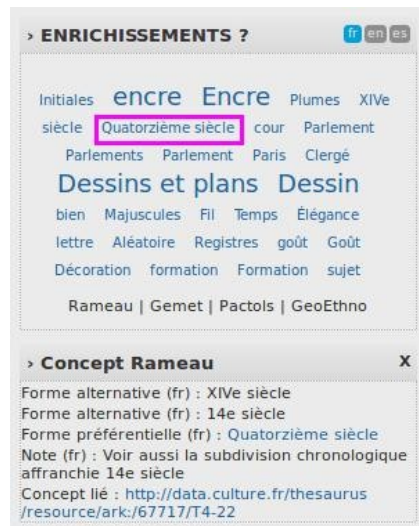 › ENRICHISSEMENTS ? fr en es
Initiales encre Encre Plumes XIVe
siècle Quatorzième siècle cour Parlement
Parlements Parlement Paris Clergé
Dessins et plans Dessin
bien Majuscules Fil Temps Élégance
lettre Aléatoire Registres goût Goût
Décoration formation Formation sujet
Rameau | Gemet | Pactols | GeoEthno
› Concept Rameau X
Forme alternative (fr) : XIVe siècle
Forme alternative (fr) : 14e siècle
Forme préférentielle (fr) : Quatorzième siècle
Note (fr) : Voir aussi la subdivision chronologique
affranchie 14e siècle
Concept lié : http://data.culture.fr/thesaurus
/resource/ark:/67717/T4-22